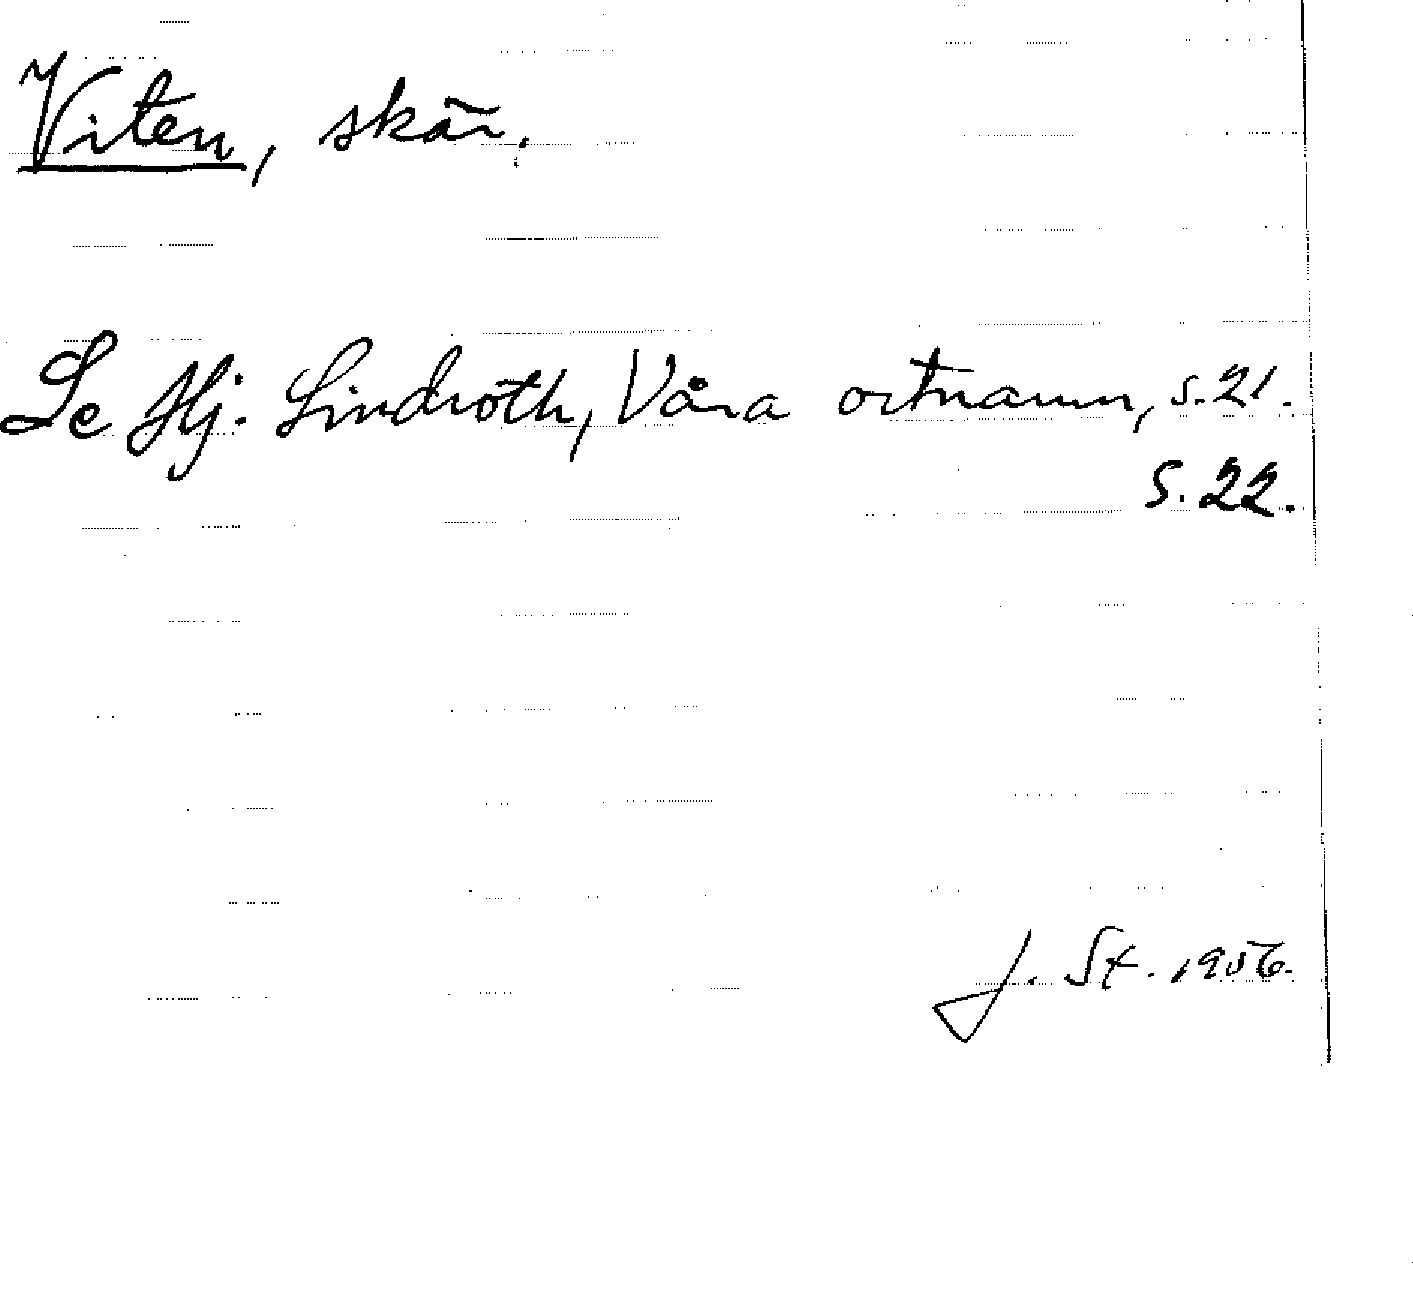 Viten, skär.
Se Hj. Lindroth, Våra ortnamn, s. 21.
s. 22.
J. St. 1956.